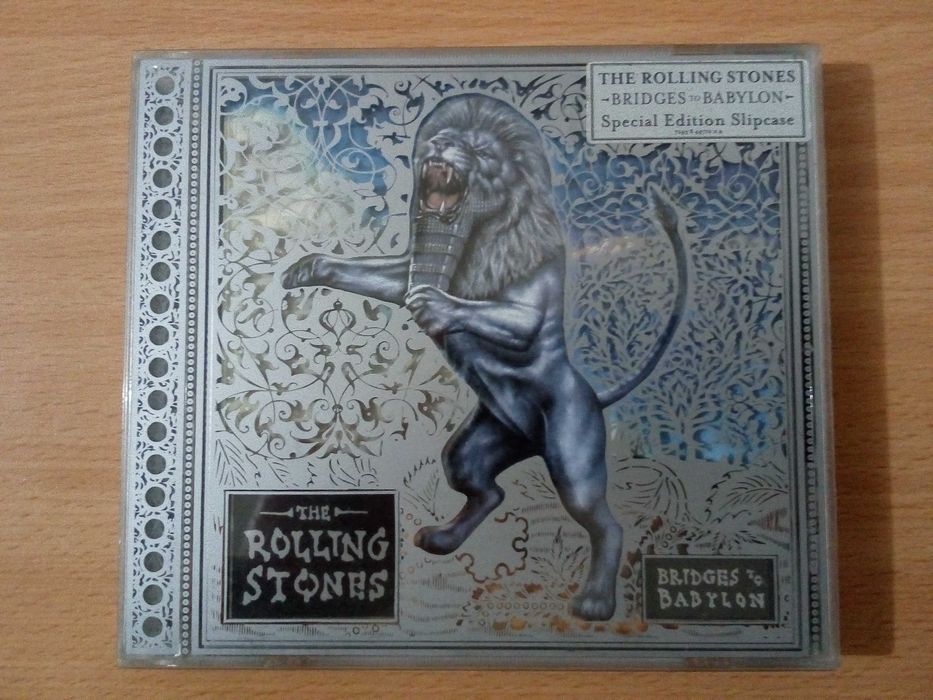 THE ROLLING STONES
BRIDGES TO BABYLON
Special Edition Slipcase
THE
ROLLING
STONES
BRIDGES TO
BABYLON